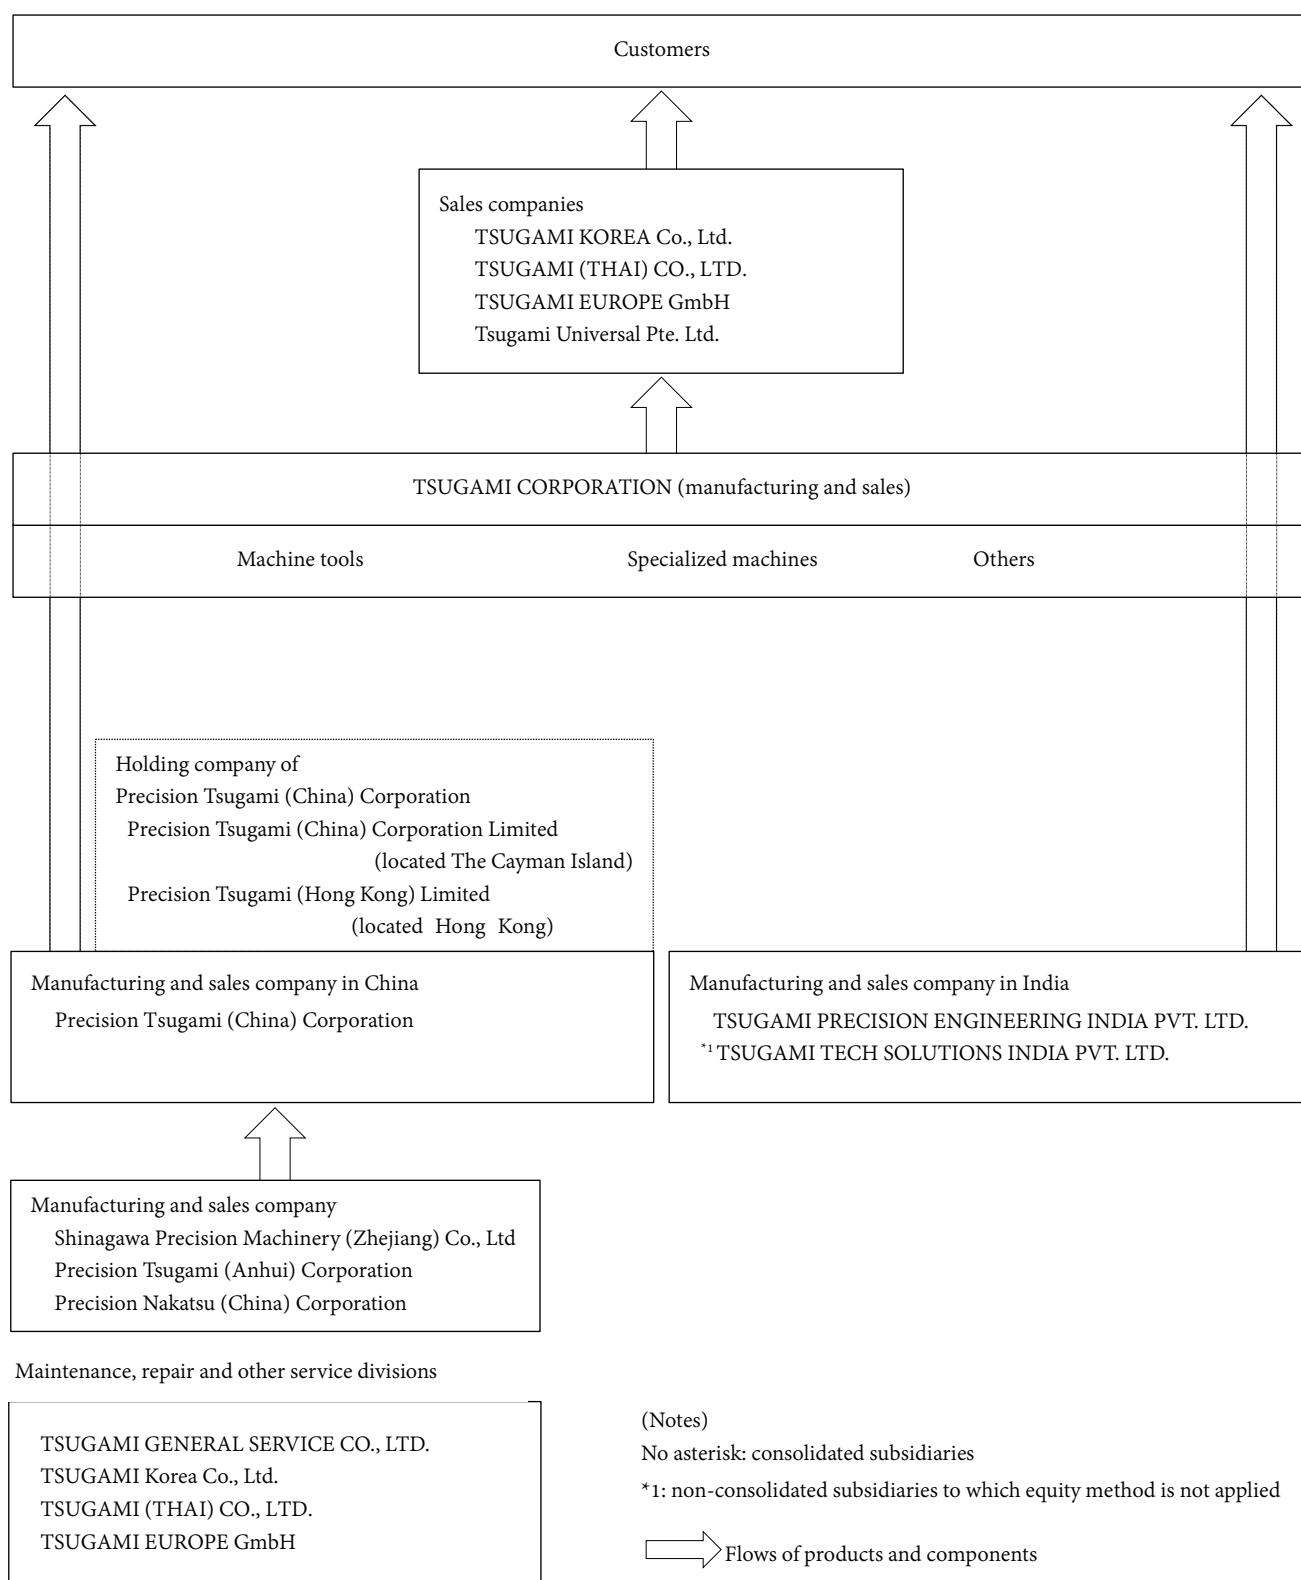 Customers
Sales companies
TSUGAMI KOREA Co., Ltd.
TSUGAMI (THAI) CO., LTD.
TSUGAMI EUROPE GmbH
Tsugami Universal Pte. Ltd.
TSUGAMI CORPORATION (manufacturing and sales)
Machine tools Specialized machines Others
Holding company of
Precision Tsugami (China) Corporation
Precision Tsugami (China) Corporation Limited
(located The Cayman Island)
Precision Tsugami (Hong Kong) Limited
(located Hong Kong)
Manufacturing and sales company in China
Precision Tsugami (China) Corporation
Manufacturing and sales company in India
TSUGAMI PRECISION ENGINEERING INDIA PVT. LTD.
*1 TSUGAMI TECH SOLUTIONS INDIA PVT. LTD.
Manufacturing and sales company
Shinagawa Precision Machinery (Zhejiang) Co., Ltd
Precision Tsugami (Anhui) Corporation
Precision Nakatsu (China) Corporation
Maintenance, repair and other service divisions
TSUGAMI GENERAL SERVICE CO., LTD.
TSUGAMI Korea Co., Ltd.
TSUGAMI (THAI) CO., LTD.
TSUGAMI EUROPE GmbH
(Notes)
No asterisk: consolidated subsidiaries
*1: non-consolidated subsidiaries to which equity method is not applied
Flows of products and components